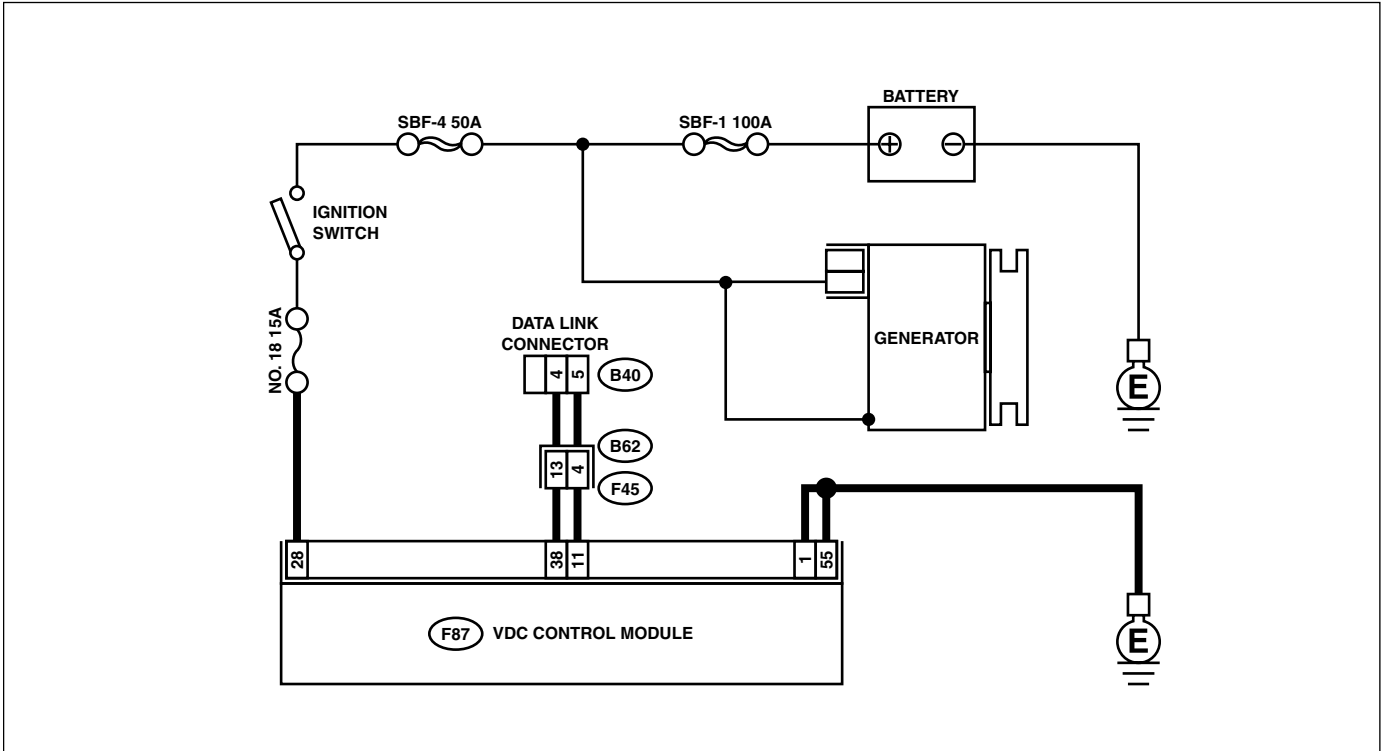 BATTERY
SBF-4 50A
SBF-1 100A
IGNITION
SWITCH
NO. 18 15A
DATA LINK
CONNECTOR
GENERATOR
4 5 B40
E
B62
13 4
F45
28 38 11 1 55
E
F87 VDC CONTROL MODULE